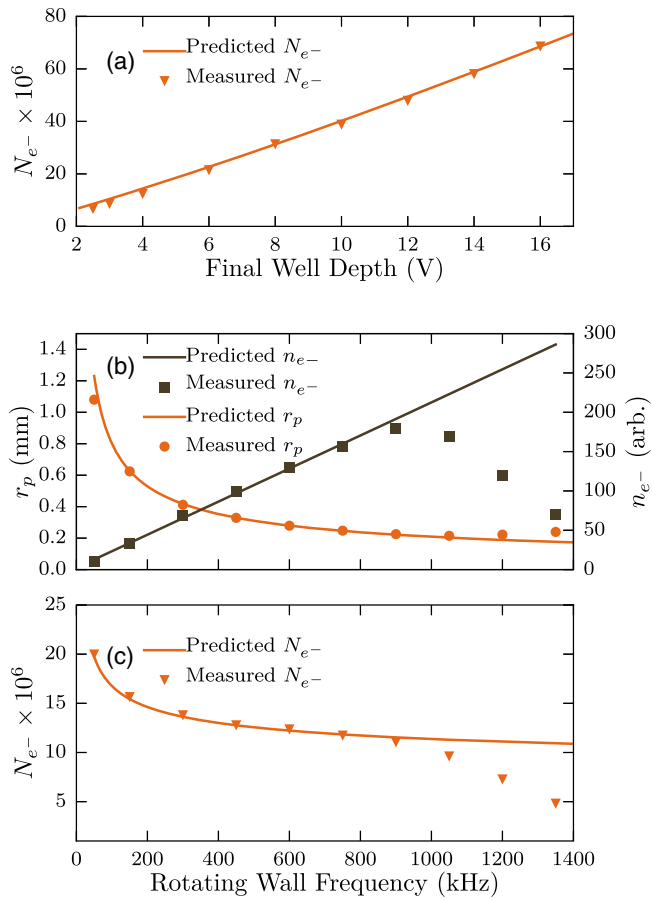 80
60
40
20
0
N_{e−} × 10^6
(a)
Predicted N_{e−}
Measured N_{e−}
2 4 6 8 10 12 14 16
Final Well Depth (V)
1.4
1.2
1.0
0.8
0.6
0.4
0.2
0.0
r_p (mm)
(b)
Predicted n_{e−}
Measured n_{e−}
Predicted r_p
Measured r_p
300
250
200
150
100
50
0
n_{e−} (arb.)
25
20
15
10
5
N_{e−} × 10^6
(c)
Predicted N_{e−}
Measured N_{e−}
0 200 400 600 800 1000 1200 1400
Rotating Wall Frequency (kHz)